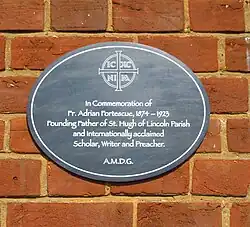 IC XC
NI KA
In Commemoration of
Fr. Adrian Fortescue, 1874 – 1923
Founding Father of St. Hugh of Lincoln Parish
and Internationally acclaimed
Scholar, Writer and Preacher.
A.M.D.G.